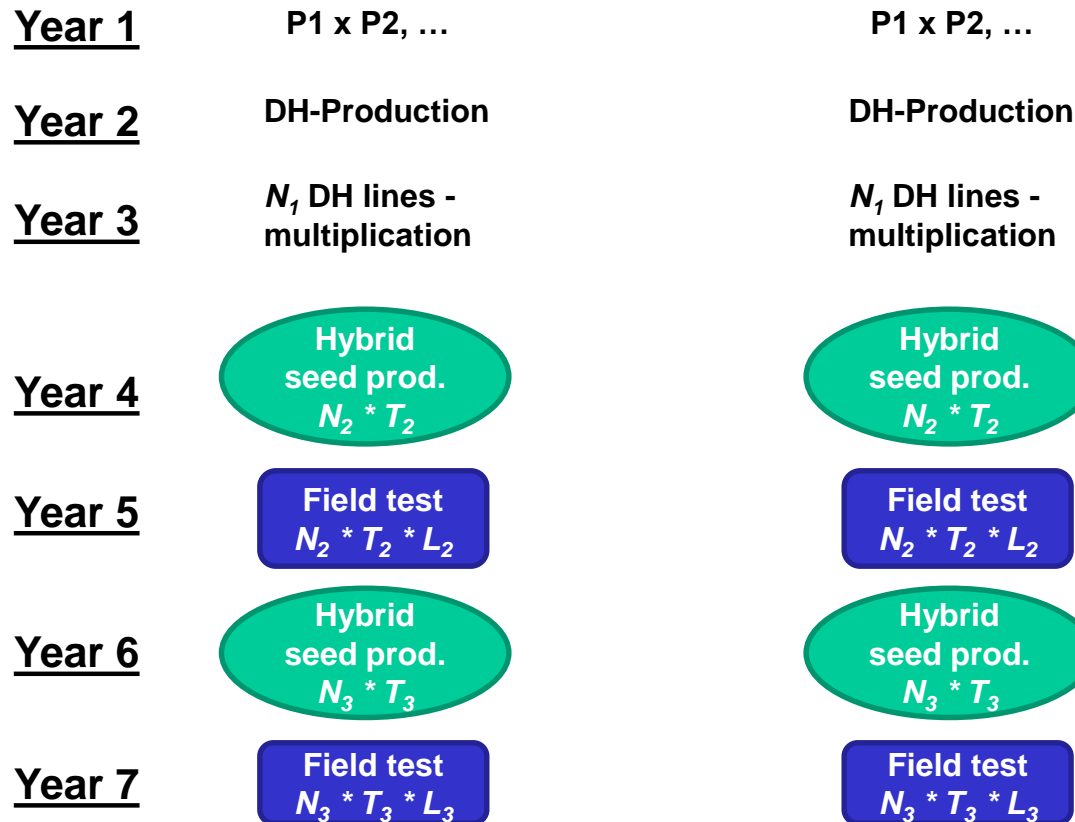 Year 1 P1 x P2, … P1 x P2, …
Year 2 DH-Production DH-Production
Year 3 N1 DH lines - N1 DH lines -
multiplication multiplication
Year 4 Hybrid Hybrid
seed prod. seed prod.
N2 * T2 N2 * T2
Year 5 Field test Field test
N2 * T2 * L2 N2 * T2 * L2
Year 6 Hybrid Hybrid
seed prod. seed prod.
N3 * T3 N3 * T3
Year 7 Field test Field test
N3 * T3 * L3 N3 * T3 * L3